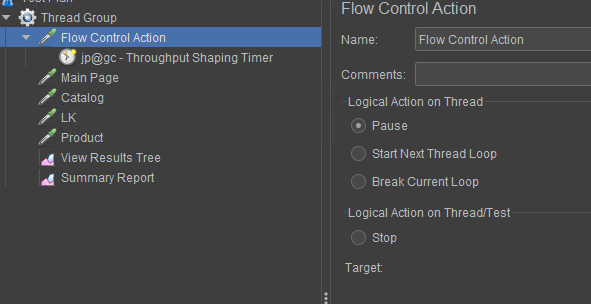 Thread Group
Flow Control Action
jp@gc - Throughput Shaping Timer
Main Page
Catalog
LK
Product
View Results Tree
Summary Report
Flow Control Action
Name: Flow Control Action
Comments:
Logical Action on Thread
Pause
Start Next Thread Loop
Break Current Loop
Logical Action on Thread/Test
Stop
Target: